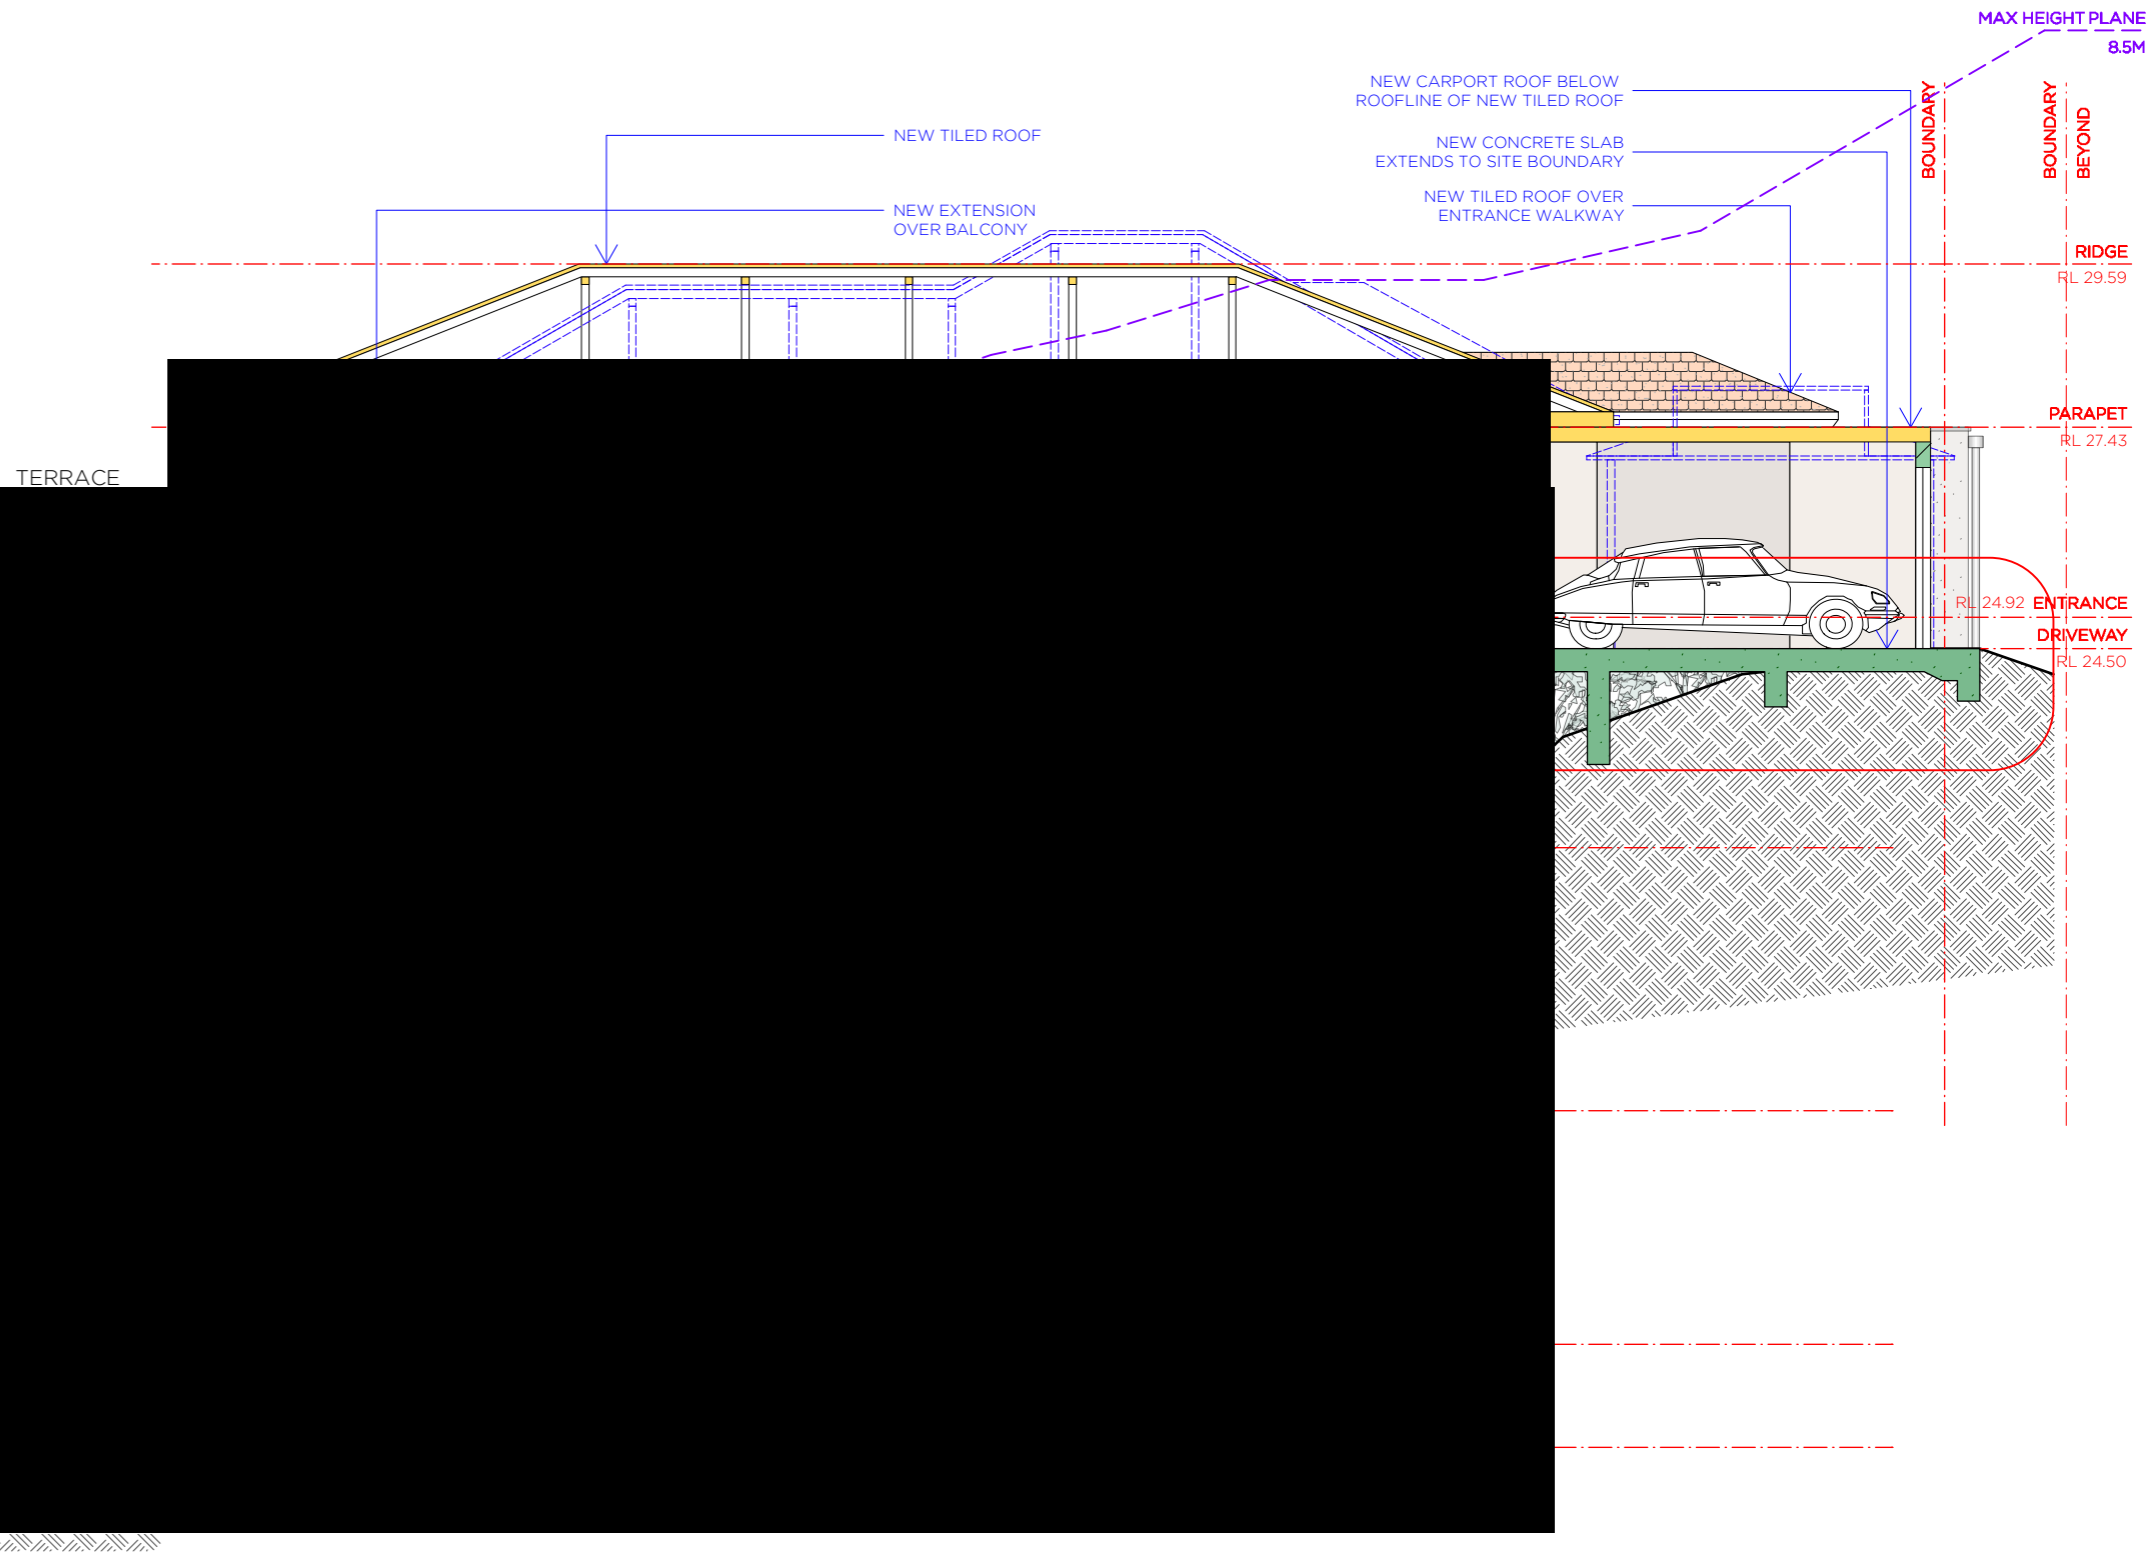 MAX HEIGHT PLANE
8.5M
NEW CARPORT ROOF BELOW
ROOFLINE OF NEW TILED ROOF
BOUNDARY
BOUNDARY
BEYOND
NEW TILED ROOF
NEW CONCRETE SLAB
EXTENDS TO SITE BOUNDARY
NEW TILED ROOF OVER
ENTRANCE WALKWAY
NEW EXTENSION
OVER BALCONY
RIDGE
RL 29.59
PARAPET
RL 27.43
TERRACE
RL 24.92 ENTRANCE
DRIVEWAY
RL 24.50